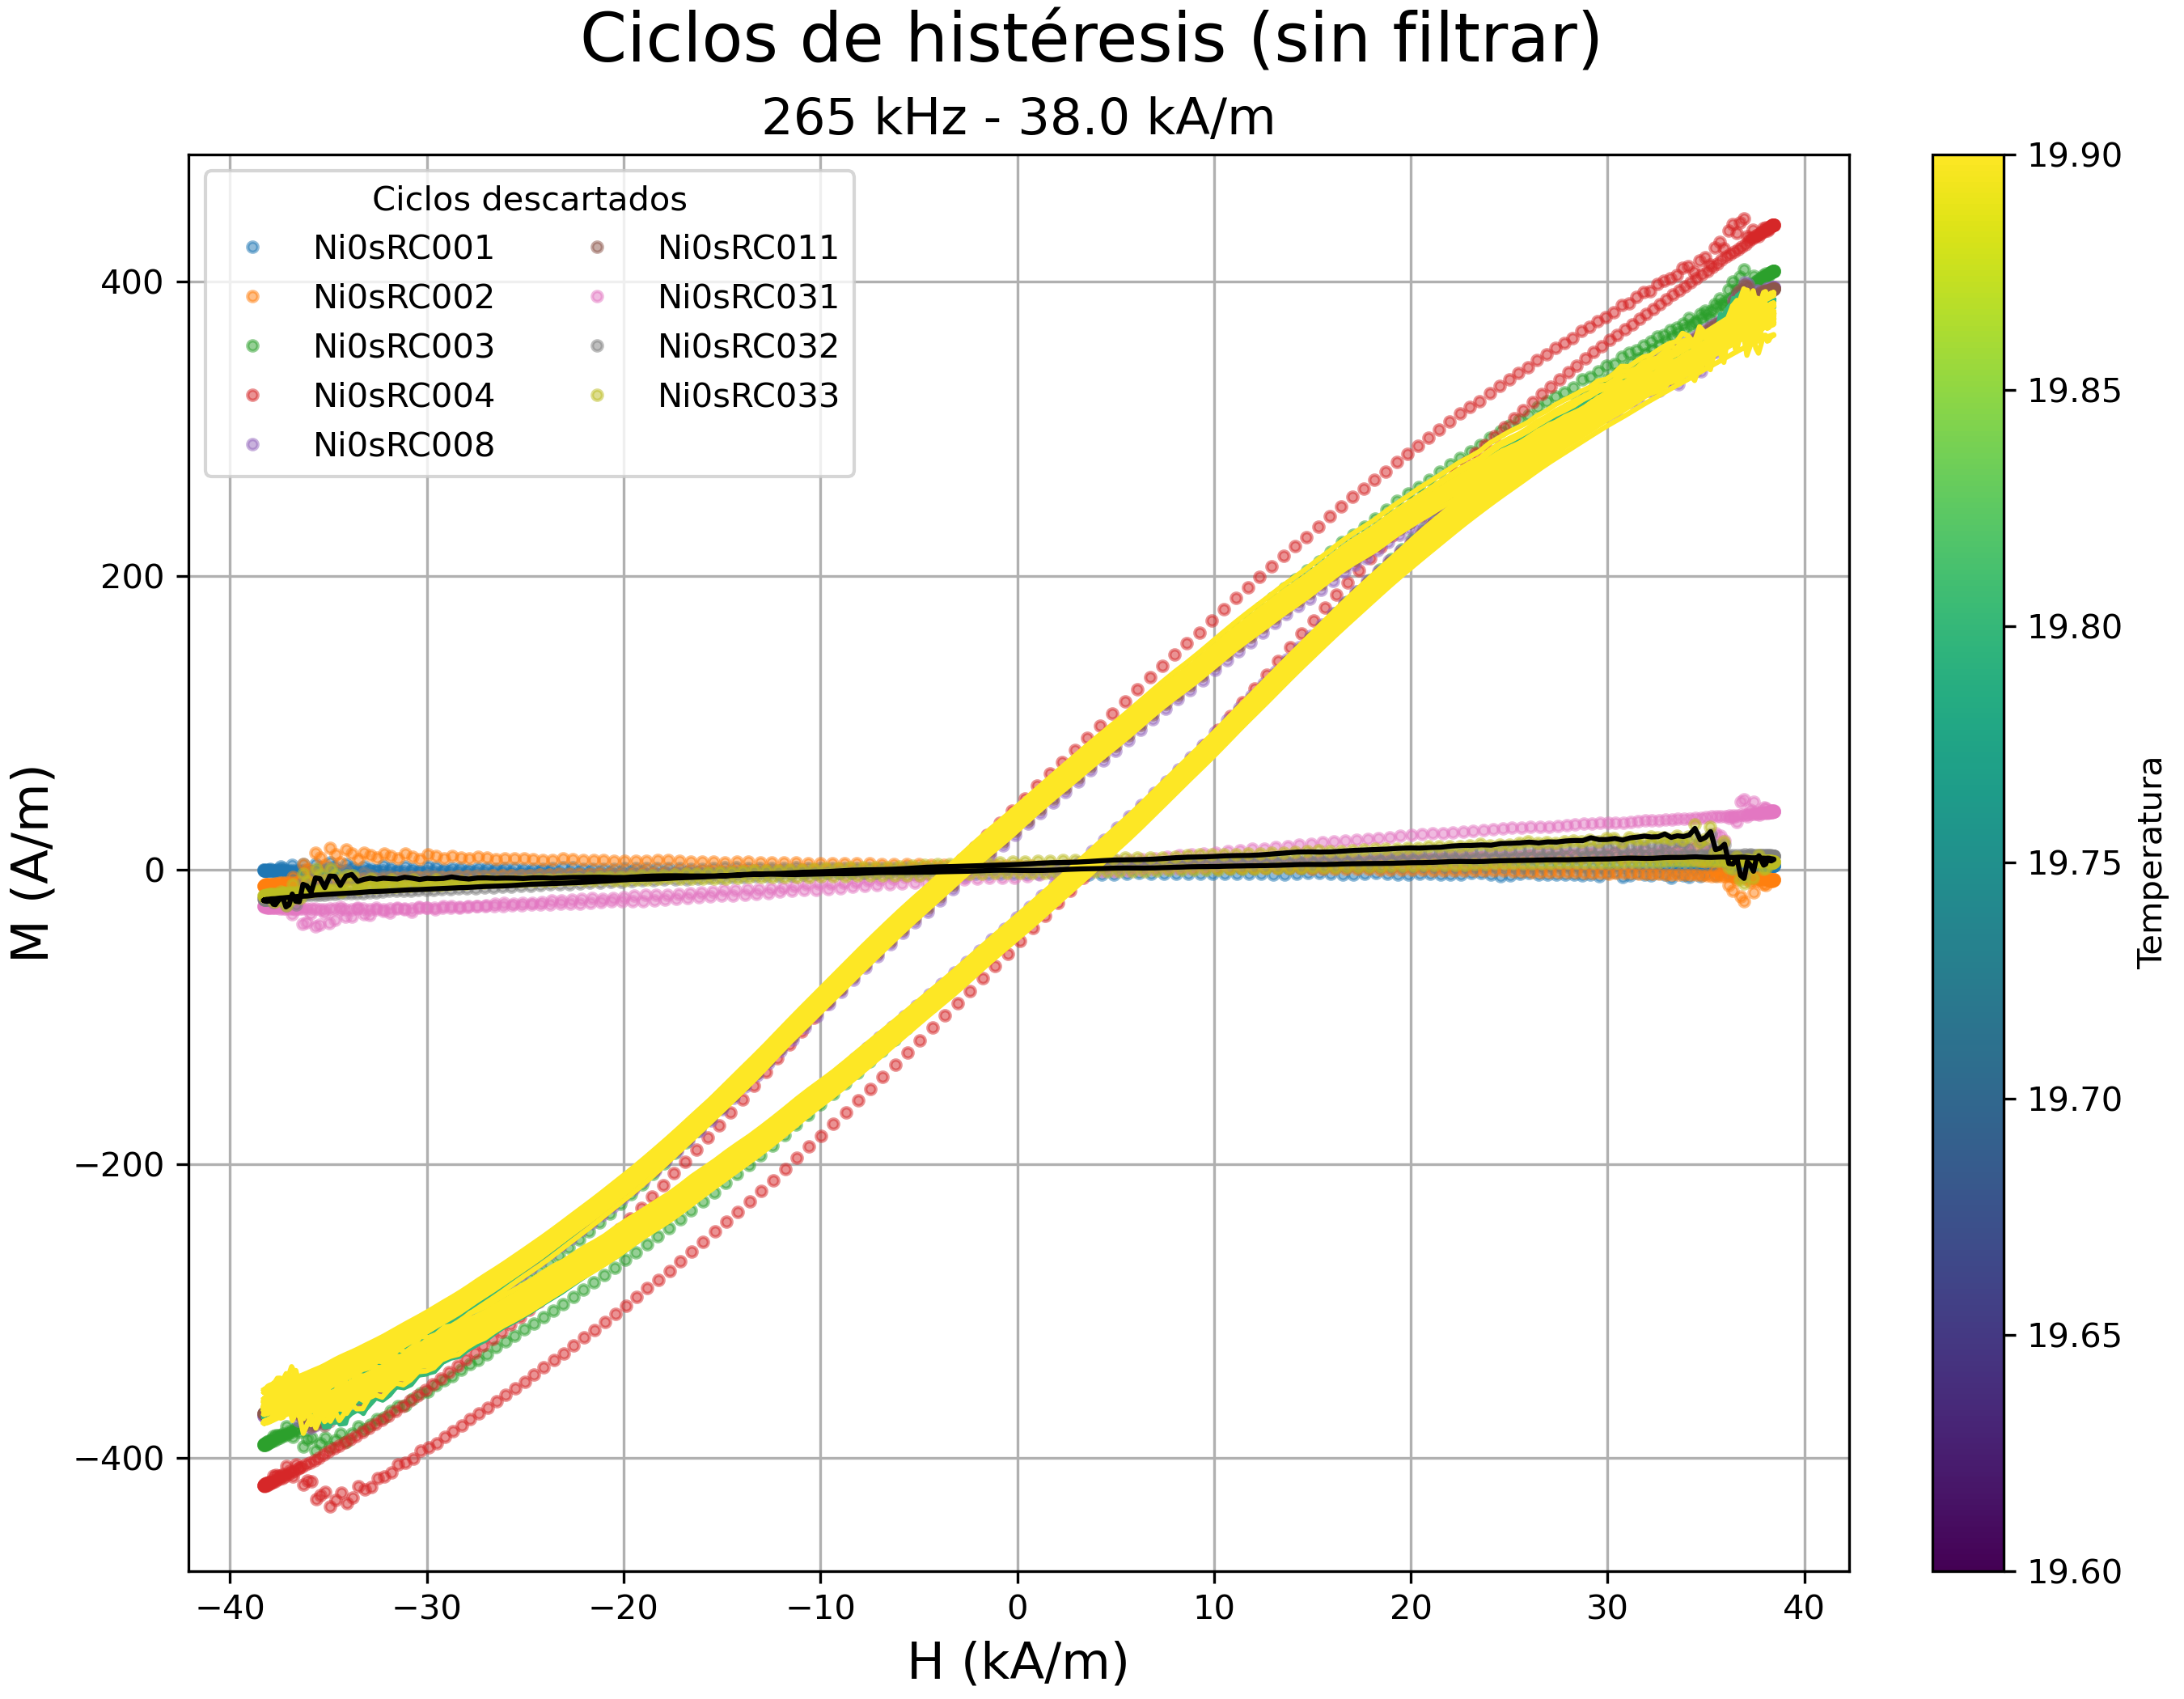 Ciclos de histéresis (sin filtrar)
265 kHz - 38.0 kA/m
Ciclos descartados
Ni0sRC001
Ni0sRC002
Ni0sRC003
Ni0sRC004
Ni0sRC008
Ni0sRC011
Ni0sRC031
Ni0sRC032
Ni0sRC033
M (A/m)
400
200
0
−200
−400
−40
−30
−20
−10
0
10
20
30
40
H (kA/m)
19.90
19.85
19.80
19.75
19.70
19.65
19.60
Temperatura